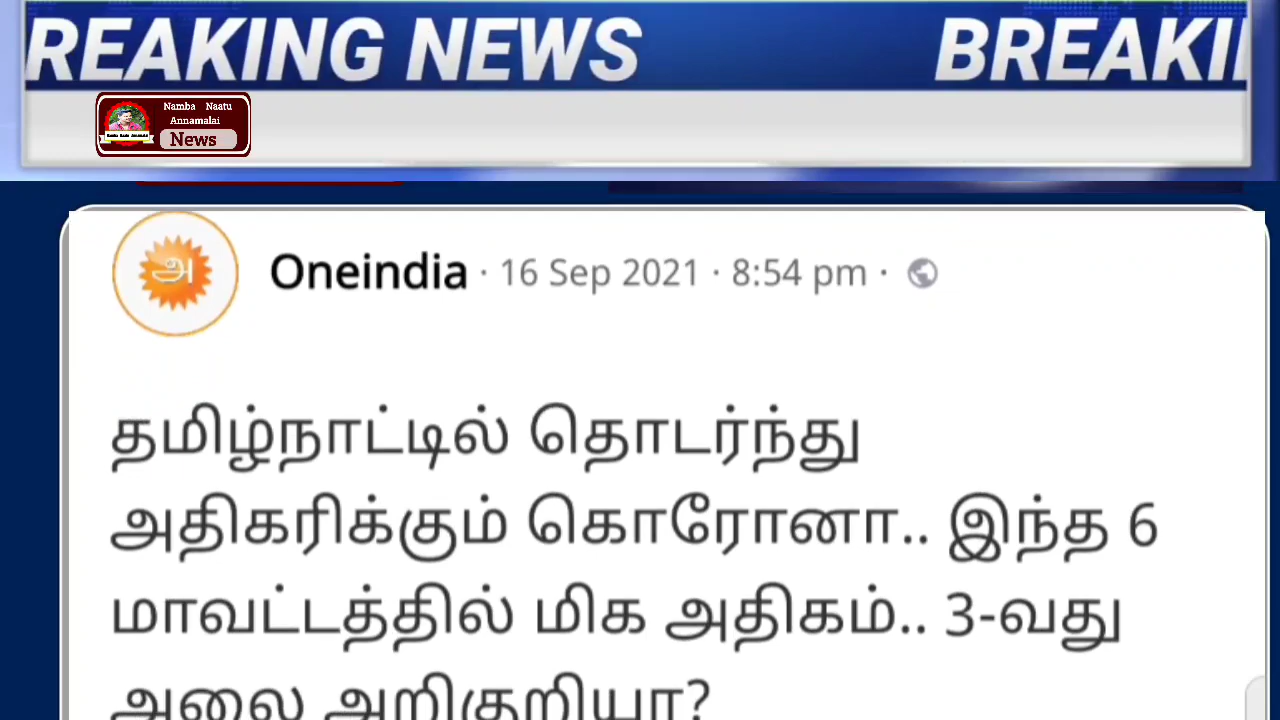 REAKING NEWS BREAKI
Namba Naatu
Annamalai
News
அ
Oneindia · 16 Sep 2021 · 8:54 pm ·
தமிழ்நாட்டில் தொடர்ந்து
அதிகரிக்கும் கொரோனா.. இந்த 6
மாவட்டத்தில் மிக அதிகம்.. 3-வது
அலை அறிகுறியா?